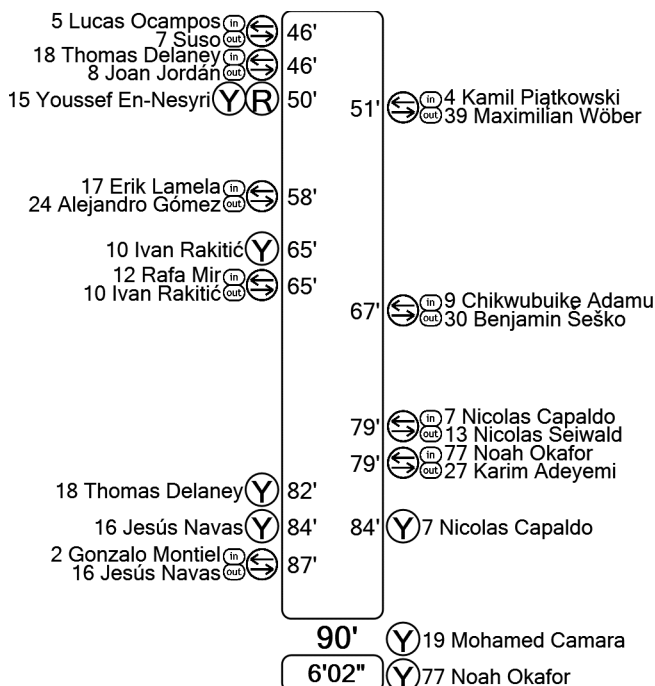 5 Lucas Ocampos in
7 Suso out
46'
18 Thomas Delaney in
8 Joan Jordán out
46'
15 Youssef En-Nesyri Y R 50'
51' in 4 Kamil Piątkowski
out 39 Maximilian Wöber
17 Erik Lamela in
24 Alejandro Gómez out
58'
10 Ivan Rakitić Y 65'
12 Rafa Mir in
10 Ivan Rakitić out
65'
67' in 9 Chikwubuike Adamu
out 30 Benjamin Šeško
79' in 7 Nicolas Capaldo
out 13 Nicolas Seiwald
79' in 77 Noah Okafor
out 27 Karim Adeyemi
18 Thomas Delaney Y 82'
16 Jesús Navas Y 84'
84' Y 7 Nicolas Capaldo
2 Gonzalo Montiel in
16 Jesús Navas out
87'
90' Y 19 Mohamed Camara
6'02" Y 77 Noah Okafor